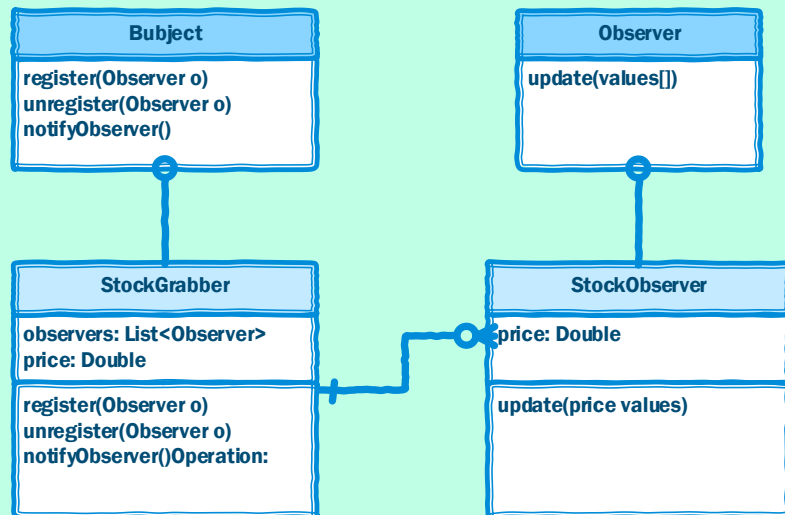 Bubject
register(Observer o)
unregister(Observer o)
notifyObserver()
Observer
update(values[])
StockGrabber
observers: List<Observer>
price: Double
register(Observer o)
unregister(Observer o)
notifyObserver()Operation:
StockObserver
price: Double
update(price values)